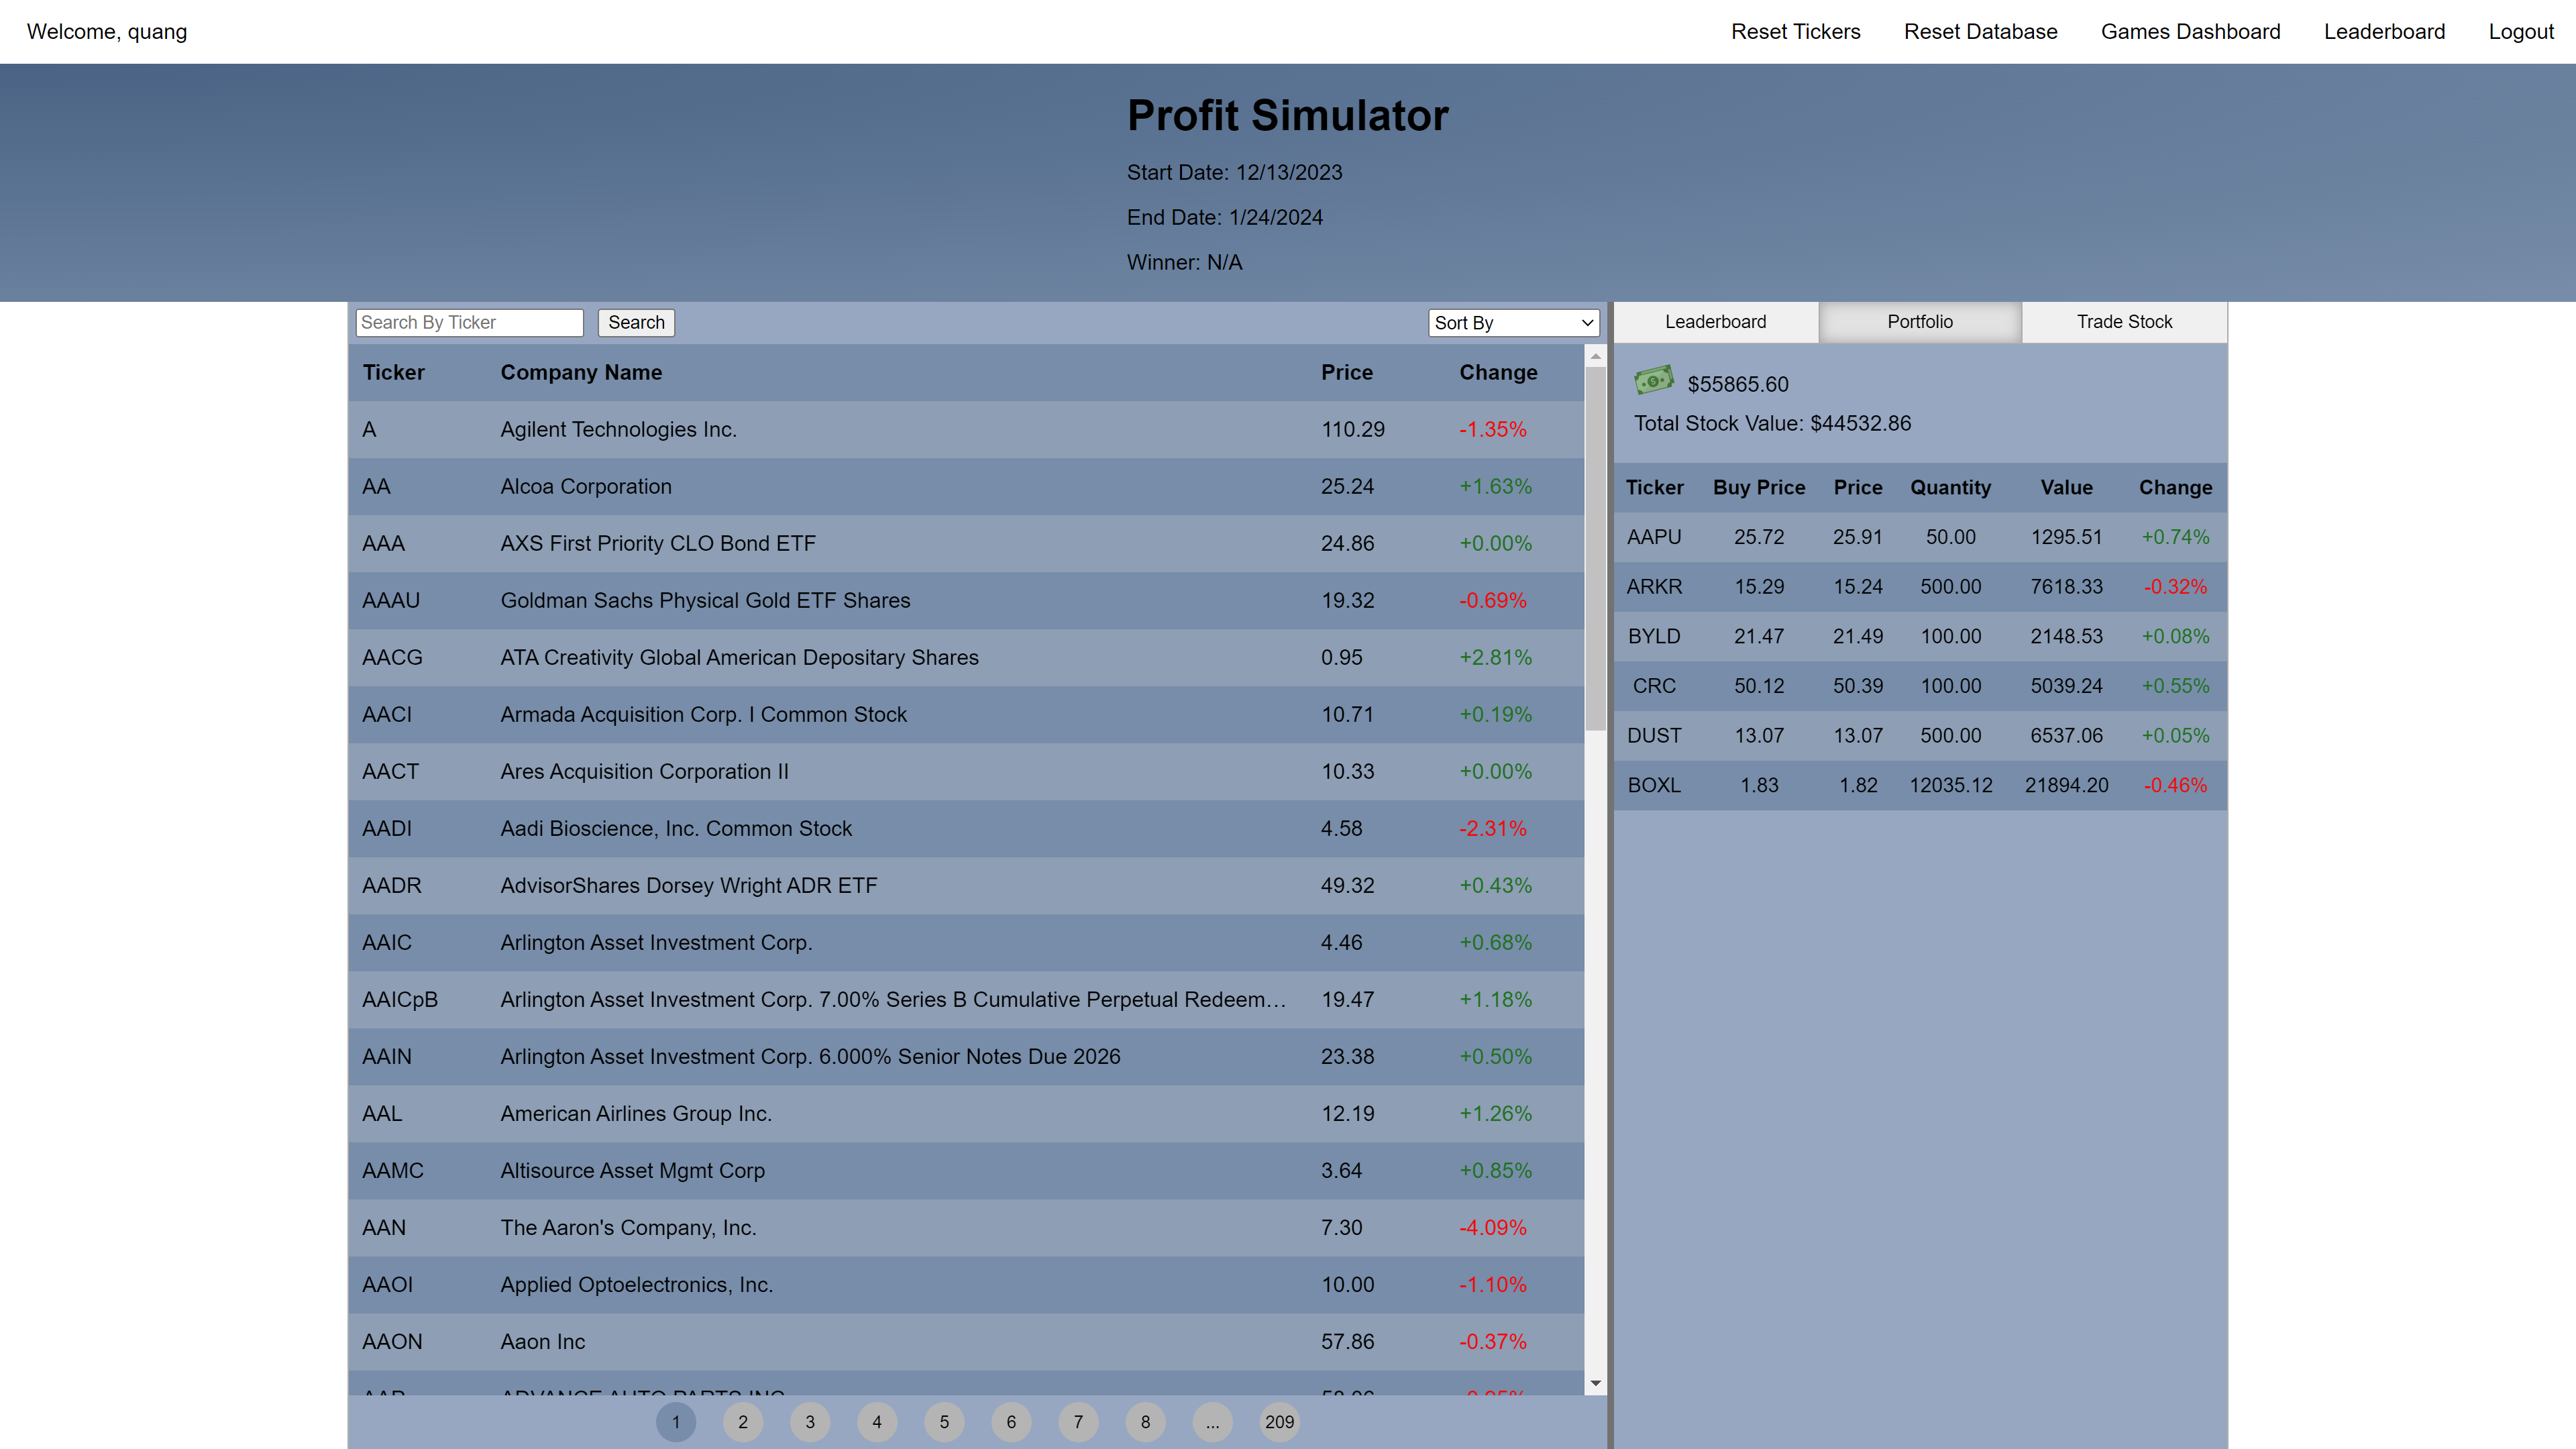 Welcome, quang
Reset Tickers Reset Database Games Dashboard Leaderboard Logout
Profit Simulator
Start Date: 12/13/2023
End Date: 1/24/2024
Winner: N/A
Search By Ticker Search Sort By
Ticker Company Name Price Change
A Agilent Technologies Inc. 110.29 -1.35%
AA Alcoa Corporation 25.24 +1.63%
AAA AXS First Priority CLO Bond ETF 24.86 +0.00%
AAAU Goldman Sachs Physical Gold ETF Shares 19.32 -0.69%
AACG ATA Creativity Global American Depositary Shares 0.95 +2.81%
AACI Armada Acquisition Corp. I Common Stock 10.71 +0.19%
AACT Ares Acquisition Corporation II 10.33 +0.00%
AADI Aadi Bioscience, Inc. Common Stock 4.58 -2.31%
AADR AdvisorShares Dorsey Wright ADR ETF 49.32 +0.43%
AAIC Arlington Asset Investment Corp. 4.46 +0.68%
AAICpB Arlington Asset Investment Corp. 7.00% Series B Cumulative Perpetual Redeem… 19.47 +1.18%
AAIN Arlington Asset Investment Corp. 6.000% Senior Notes Due 2026 23.38 +0.50%
AAL American Airlines Group Inc. 12.19 +1.26%
AAMC Altisource Asset Mgmt Corp 3.64 +0.85%
AAN The Aaron's Company, Inc. 7.30 -4.09%
AAOI Applied Optoelectronics, Inc. 10.00 -1.10%
AAON Aaon Inc 57.86 -0.37%
ADVANCE AUTO PARTS INC
1 2 3 4 5 6 7 8 ... 209
Leaderboard Portfolio Trade Stock
$55865.60
Total Stock Value: $44532.86
Ticker Buy Price Price Quantity Value Change
AAPU 25.72 25.91 50.00 1295.51 +0.74%
ARKR 15.29 15.24 500.00 7618.33 -0.32%
BYLD 21.47 21.49 100.00 2148.53 +0.08%
CRC 50.12 50.39 100.00 5039.24 +0.55%
DUST 13.07 13.07 500.00 6537.06 +0.05%
BOXL 1.83 1.82 12035.12 21894.20 -0.46%